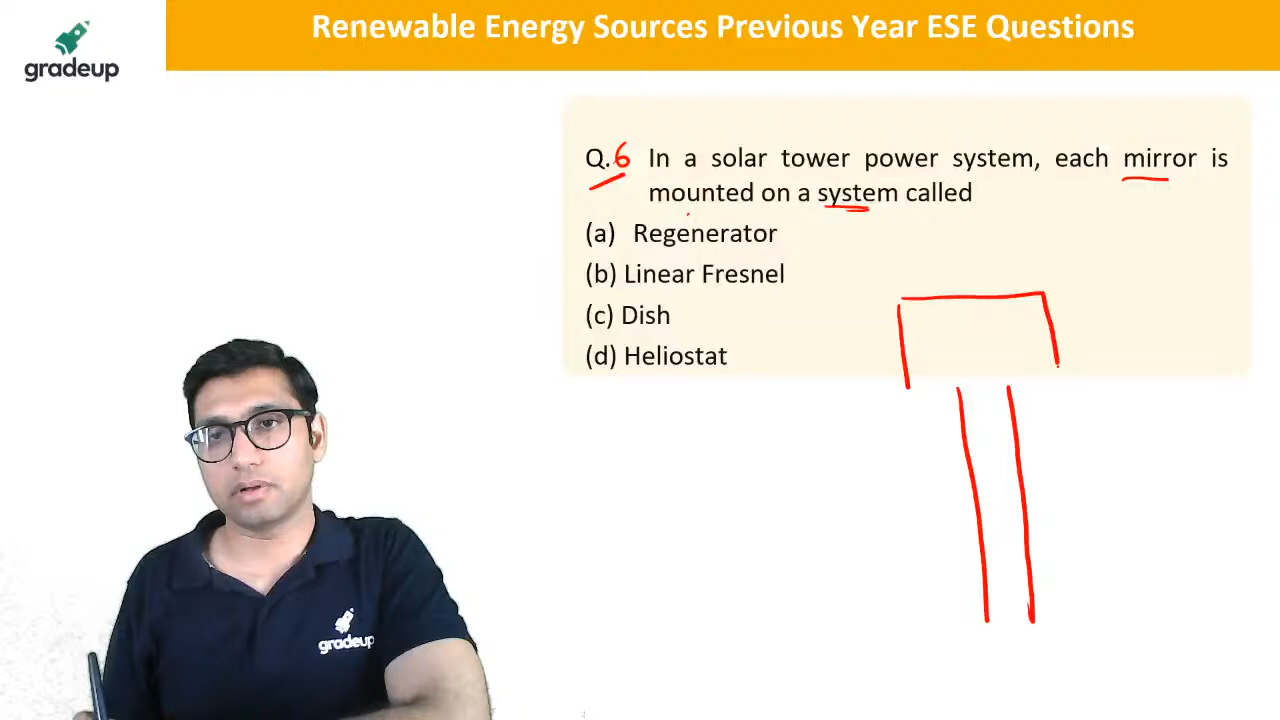 Renewable Energy Sources Previous Year ESE Questions
gradeup
Q.6 In a solar tower power system, each mirror is
mounted on a system called
(a) Regenerator
(b) Linear Fresnel
(c) Dish
(d) Heliostat
gradeup